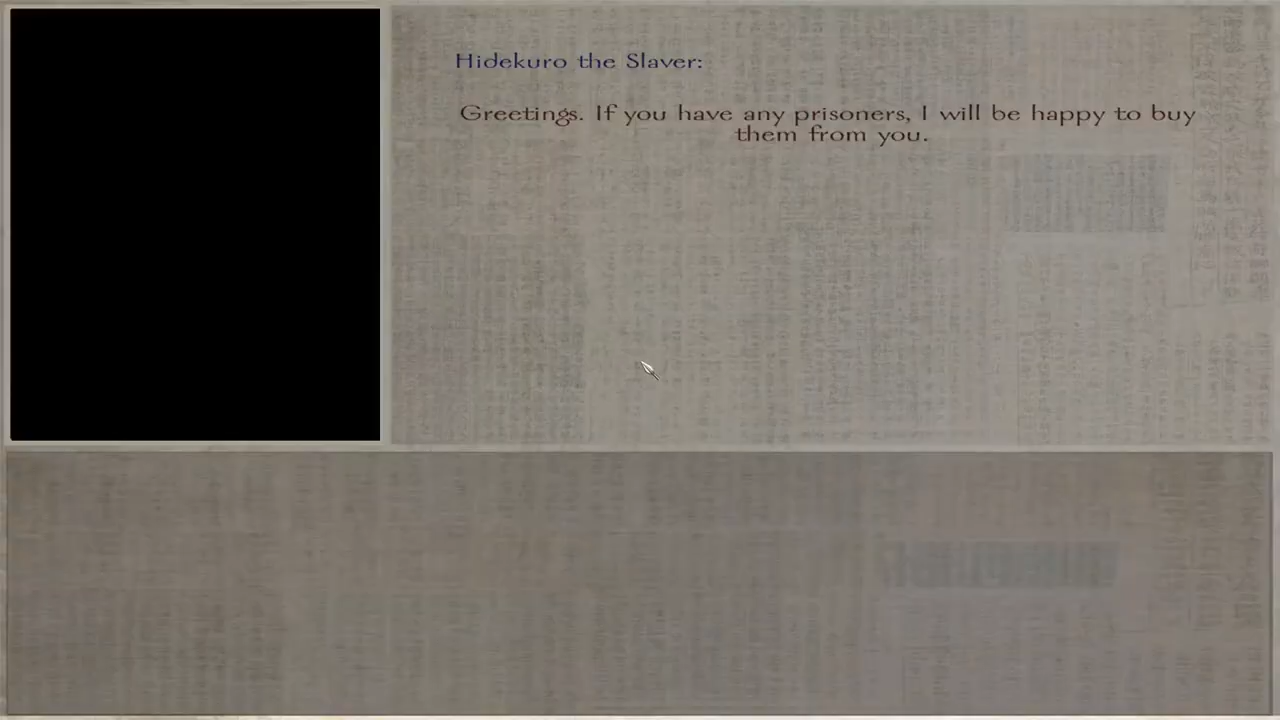 Hidekuro the Slaver:
Greetings. If you have any prisoners, I will be happy to buy
them from you.